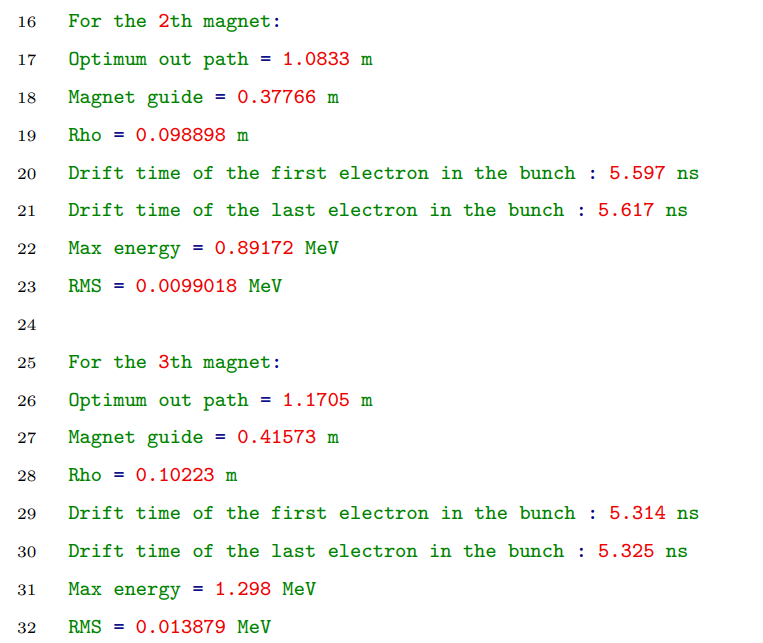 16 For the 2th magnet:
17 Optimum out path = 1.0833 m
18 Magnet guide = 0.37766 m
19 Rho = 0.098898 m
20 Drift time of the first electron in the bunch : 5.597 ns
21 Drift time of the last electron in the bunch : 5.617 ns
22 Max energy = 0.89172 MeV
23 RMS = 0.0099018 MeV
24
25 For the 3th magnet:
26 Optimum out path = 1.1705 m
27 Magnet guide = 0.41573 m
28 Rho = 0.10223 m
29 Drift time of the first electron in the bunch : 5.314 ns
30 Drift time of the last electron in the bunch : 5.325 ns
31 Max energy = 1.298 MeV
32 RMS = 0.013879 MeV